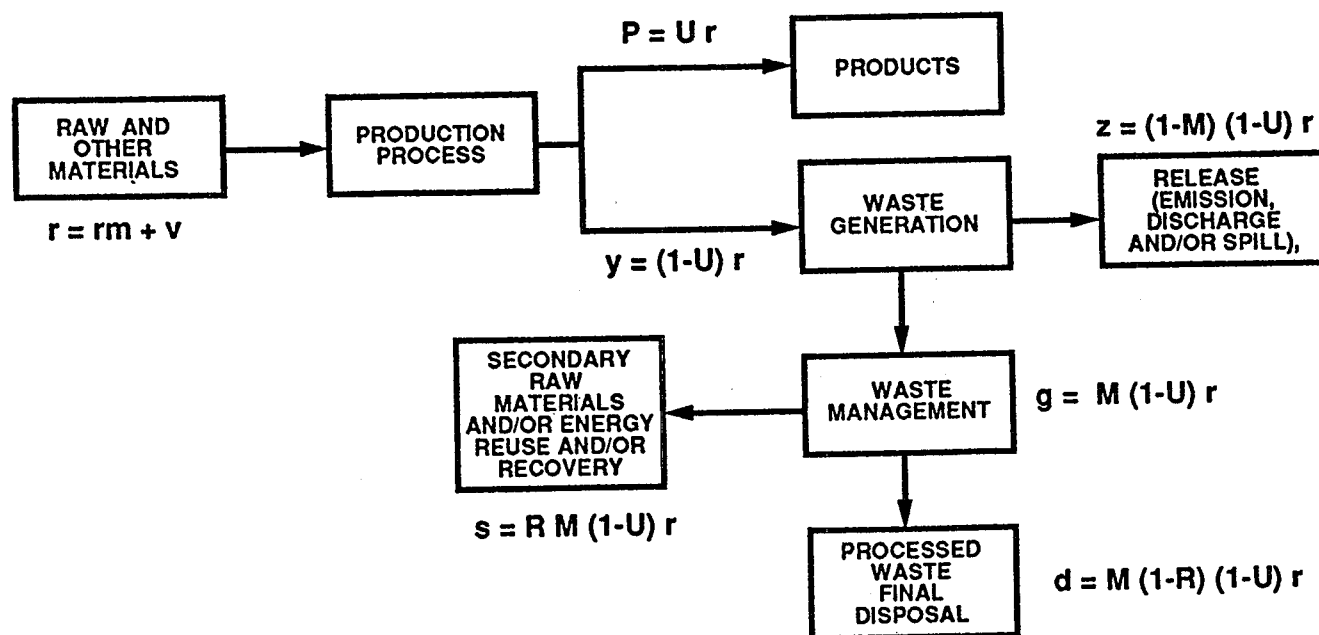 P = U r
PRODUCTS
RAW AND
OTHER
MATERIALS
r = rm + v
PRODUCTION
PROCESS
z = (1-M) (1-U) r
RELEASE
(EMISSION,
DISCHARGE
AND/OR SPILL),
WASTE
GENERATION
y = (1-U) r
SECONDARY
RAW
MATERIALS
AND/OR ENERGY
REUSE AND/OR
RECOVERY
s = R M (1-U) r
WASTE
MANAGEMENT
g = M (1-U) r
PROCESSED
WASTE
FINAL
DISPOSAL
d = M (1-R) (1-U) r